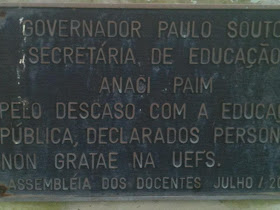 GOVERNADOR PAULO SOUTO
SECRETÁRIA, DE EDUCAÇÃO
ANACI PAIM
PELO DESCASO COM A EDUCA
PÚBLICA, DECLARADOS PERSON
NON GRATAE NA UEFS.
ASSEMBLÉIA DOS DOCENTES JULHO / 20